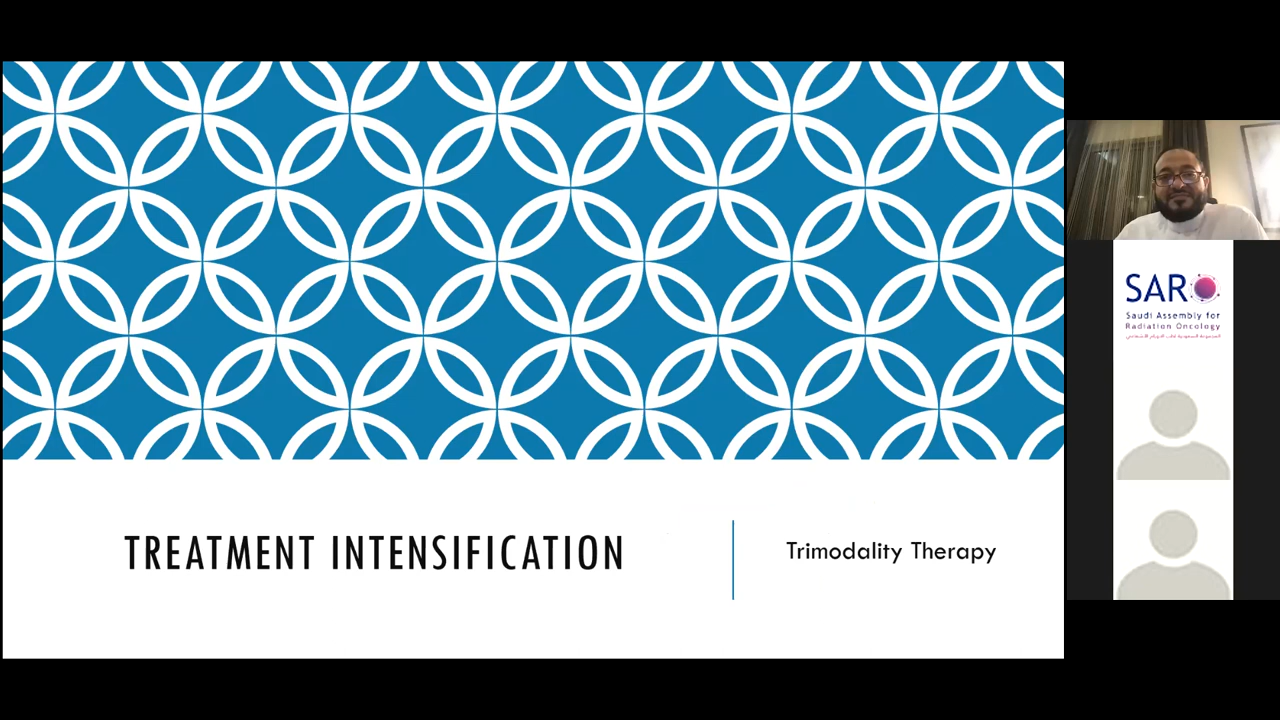 TREATMENT INTENSIFICATION
Trimodality Therapy
SARO
Saudi Assembly for
Radiation Oncology